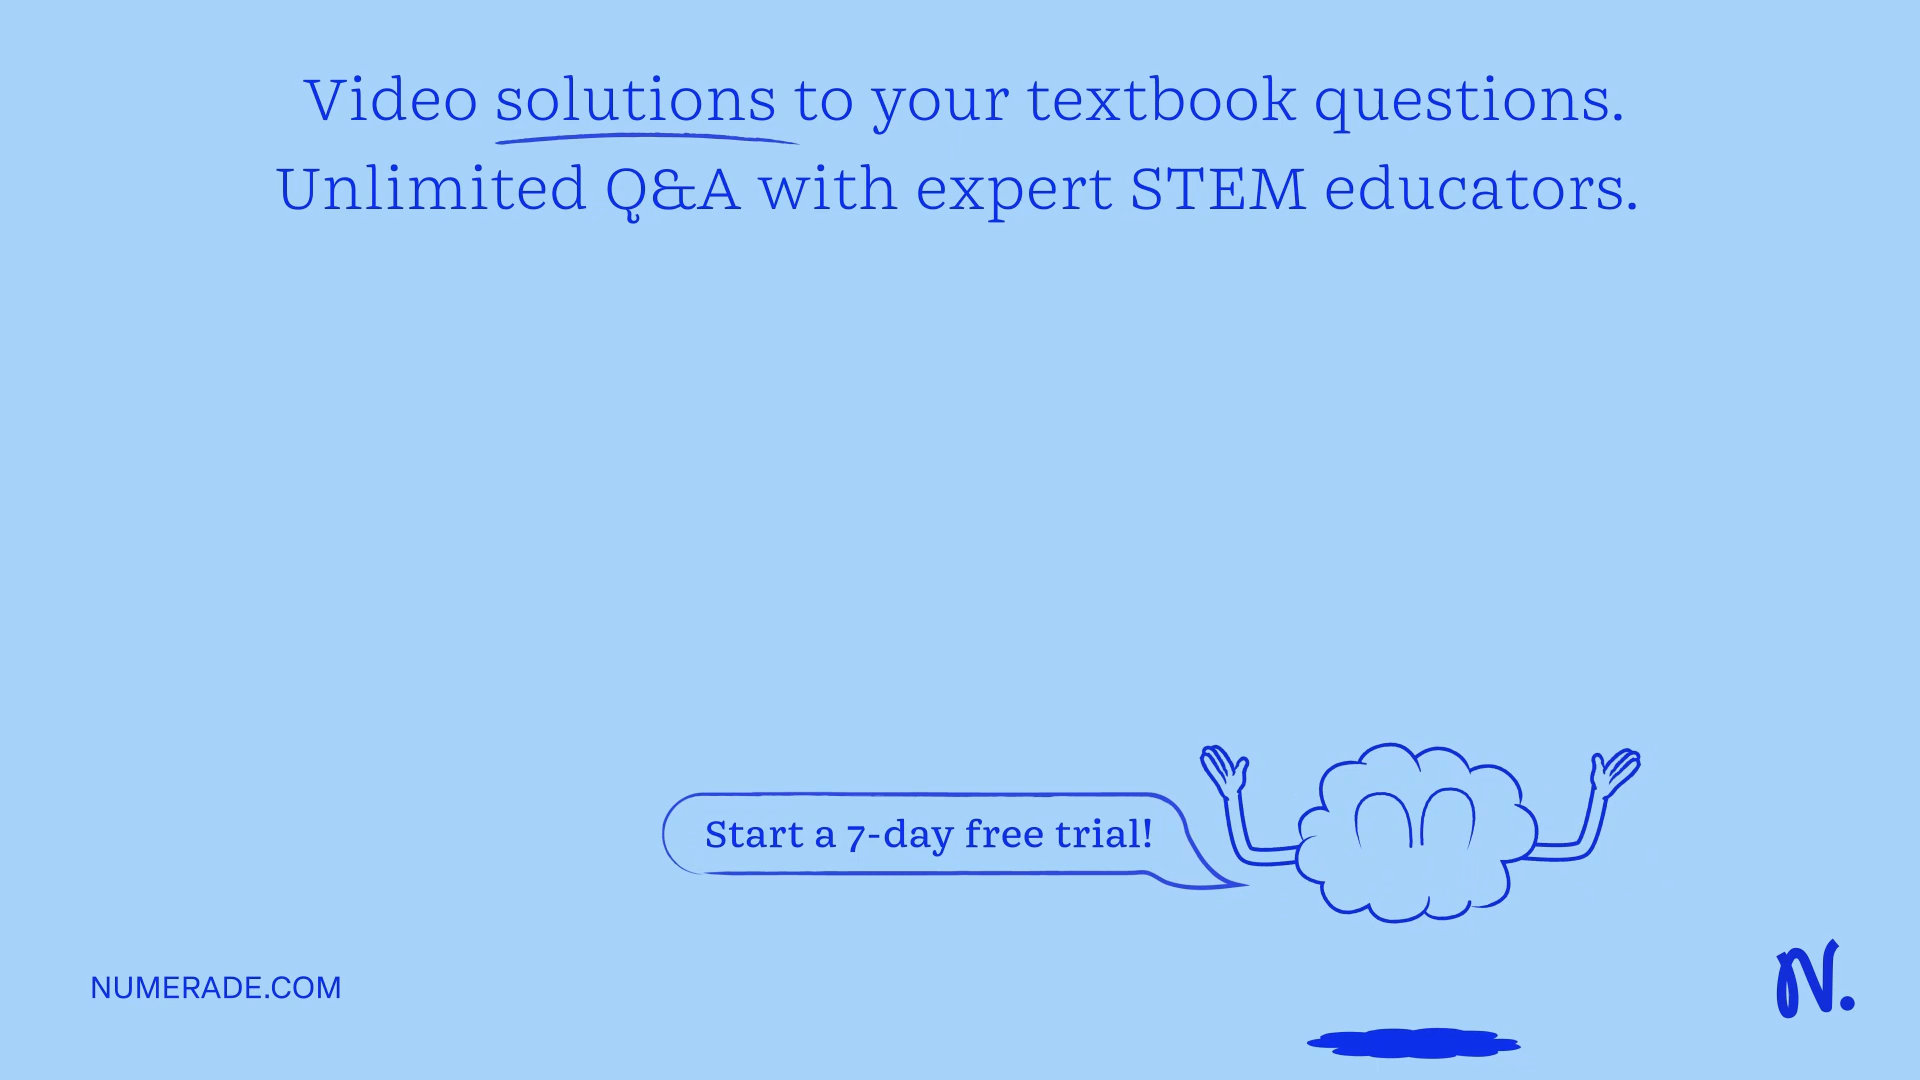 Video solutions to your textbook questions.
Unlimited Q&A with expert STEM educators.
Start a 7-day free trial!
NUMERADE.COM
N.